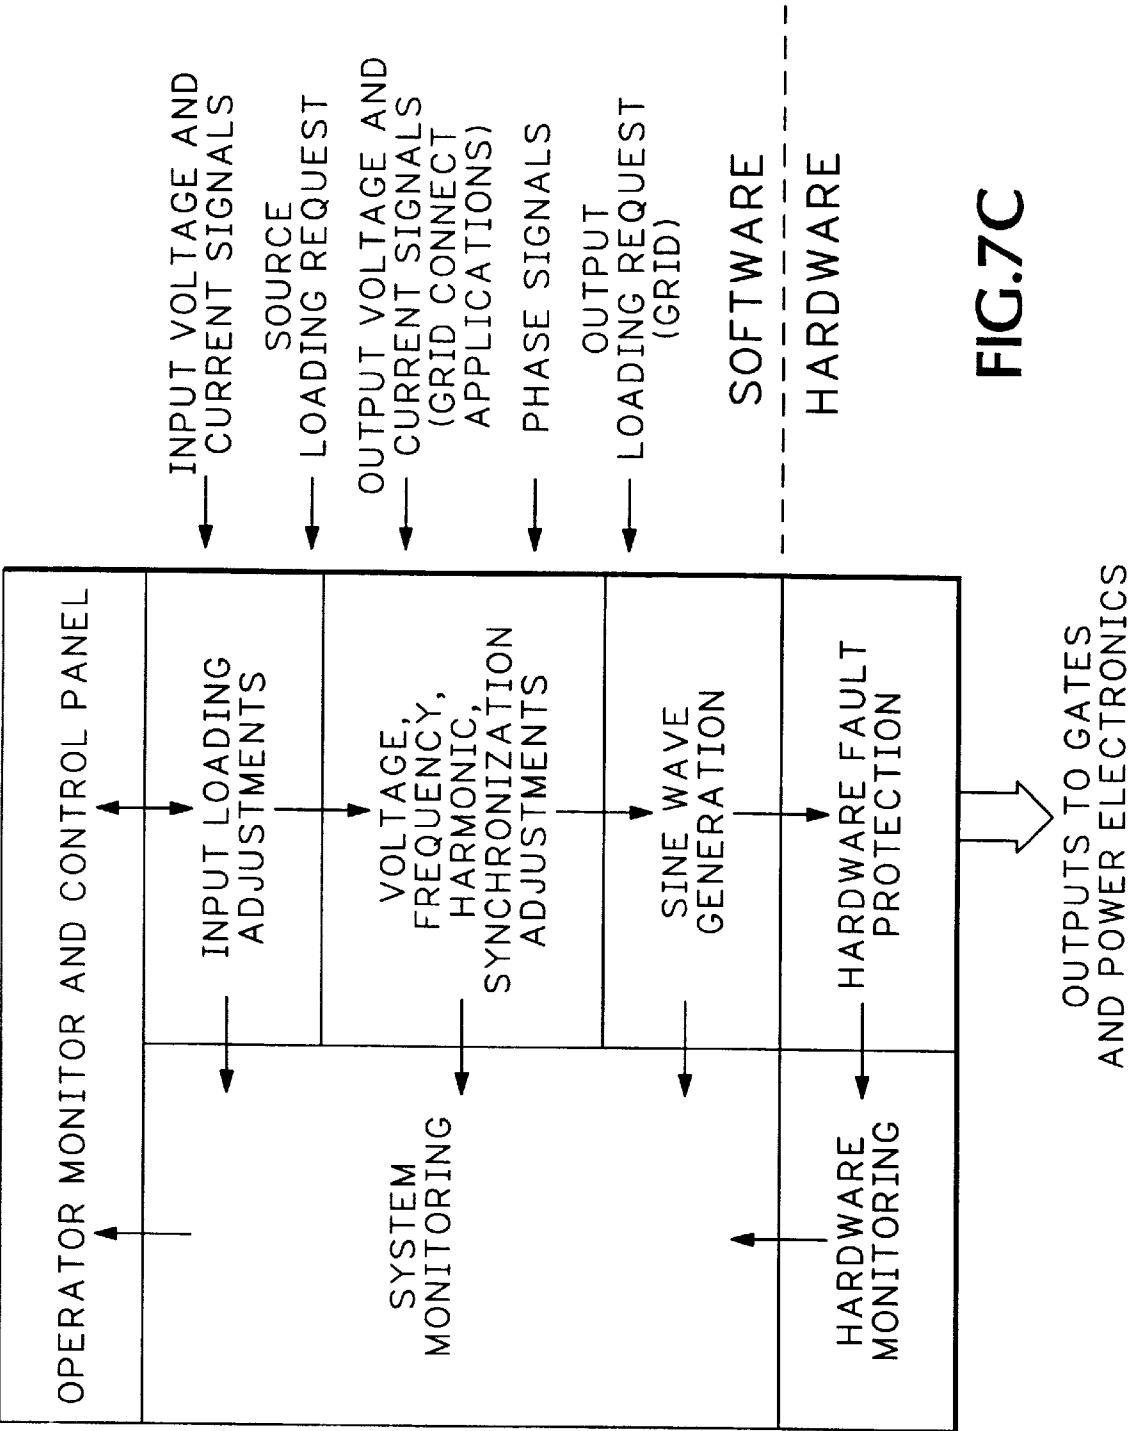 OPERATOR MONITOR AND CONTROL PANEL
SYSTEM
MONITORING
HARDWARE
MONITORING
INPUT LOADING
ADJUSTMENTS
VOLTAGE,
FREQUENCY,
HARMONIC,
SYNCHRONIZATION
ADJUSTMENTS
SINE WAVE
GENERATION
HARDWARE FAULT
PROTECTION
INPUT VOLTAGE AND
CURRENT SIGNALS
SOURCE
LOADING REQUEST
OUTPUT VOLTAGE AND
CURRENT SIGNALS
(GRID CONNECT
APPLICATIONS)
PHASE SIGNALS
OUTPUT
LOADING REQUEST
(GRID)
SOFTWARE
HARDWARE
OUTPUTS TO GATES
AND POWER ELECTRONICS
FIG.7C